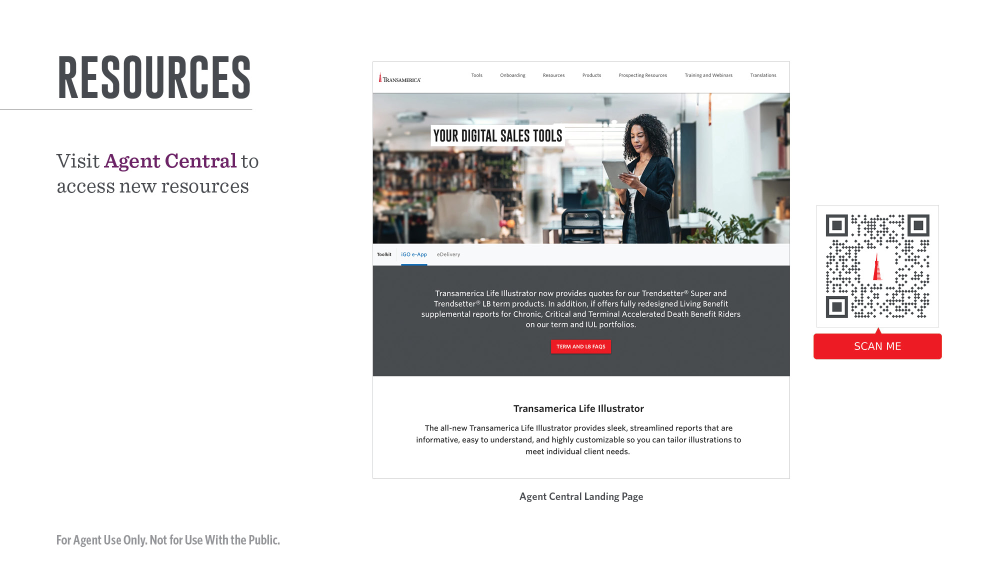 RESOURCES
Visit Agent Central to
access new resources
TRANSAMERICA®
Tools Onboarding Resources Products Prospecting Resources Training and Webinars Translations
YOUR DIGITAL SALES TOOLS
Toolkit iGO e-App eDelivery
Transamerica Life Illustrator now provides quotes for our Trendsetter® Super and
Trendsetter® LB term products. In addition, if offers fully redesigned Living Benefit
supplemental reports for Chronic, Critical and Terminal Accelerated Death Benefit Riders
on our term and IUL portfolios.
TERM AND LB FAQS
Transamerica Life Illustrator
The all-new Transamerica Life Illustrator provides sleek, streamlined reports that are
informative, easy to understand, and highly customizable so you can tailor illustrations to
meet individual client needs.
Agent Central Landing Page
SCAN ME
For Agent Use Only. Not for Use With the Public.